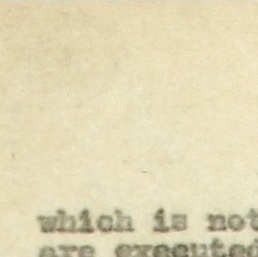 which is not
are executed